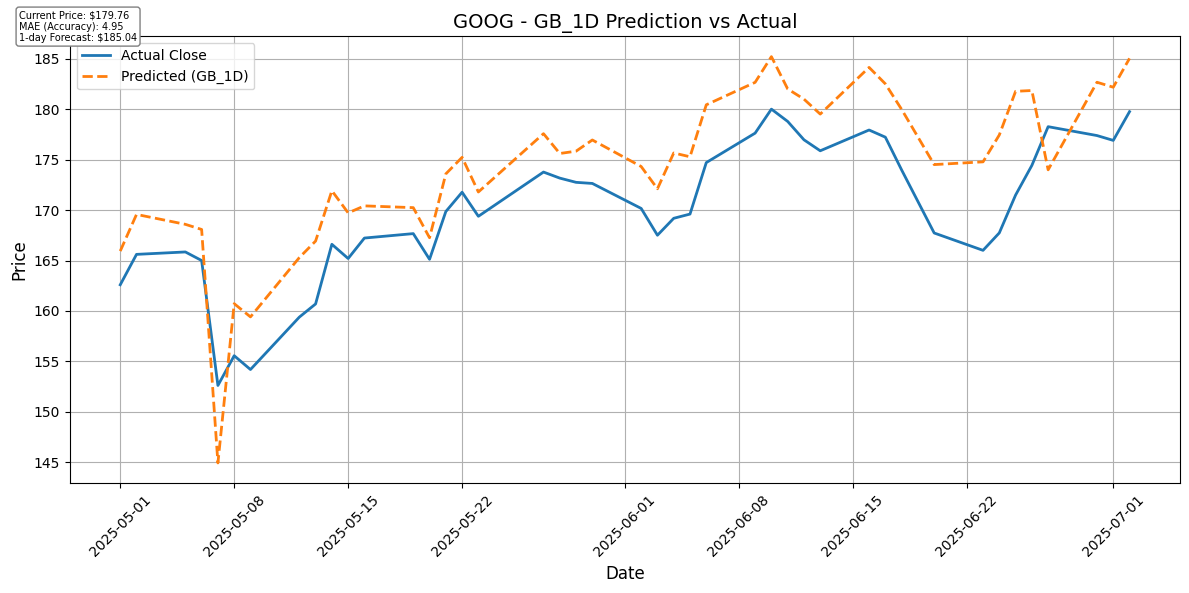 GOOG - GB_1D Prediction vs Actual
Current Price: $179.76
MAE (Accuracy): 4.95
1-day Forecast: $185.04
Actual Close
Predicted (GB_1D)
Price
185
180
175
170
165
160
155
150
145
2025-05-01
2025-05-08
2025-05-15
2025-05-22
2025-06-01
2025-06-08
2025-06-15
2025-06-22
2025-07-01
Date